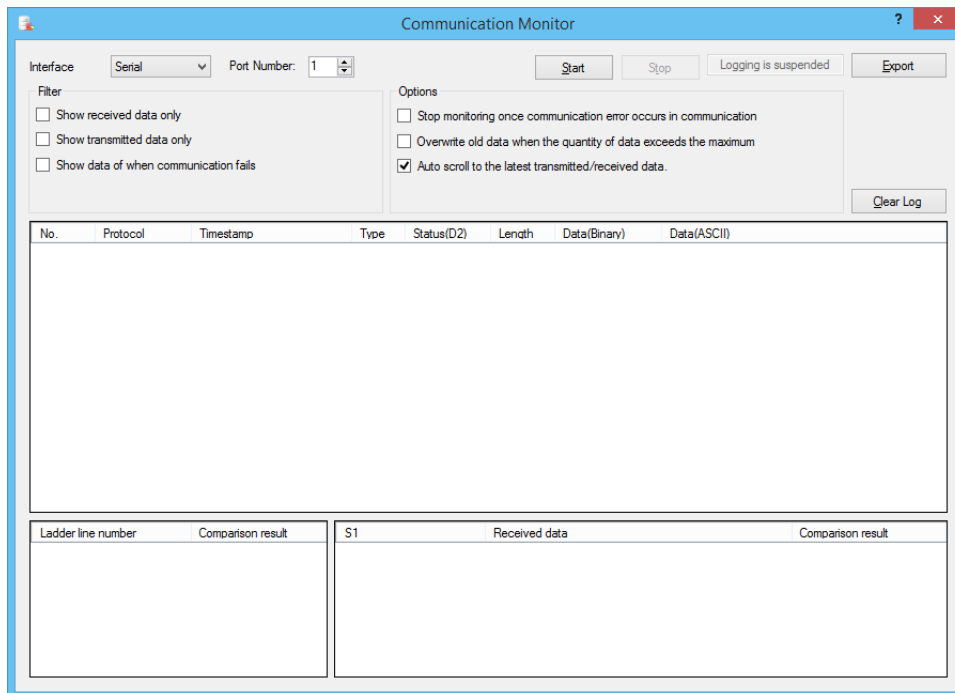 Communication Monitor ? ×
Interface Serial Port Number: 1 Start Stop Logging is suspended Export
Filter
Show received data only
Show transmitted data only
Show data of when communication fails
Options
Stop monitoring once communication error occurs in communication
Overwrite old data when the quantity of data exceeds the maximum
Auto scroll to the latest transmitted/received data.
Clear Log
No. Protocol Timestamp Type Status(D2) Length Data(Binary) Data(ASCII)
Ladder line number Comparison result
S1 Received data Comparison result